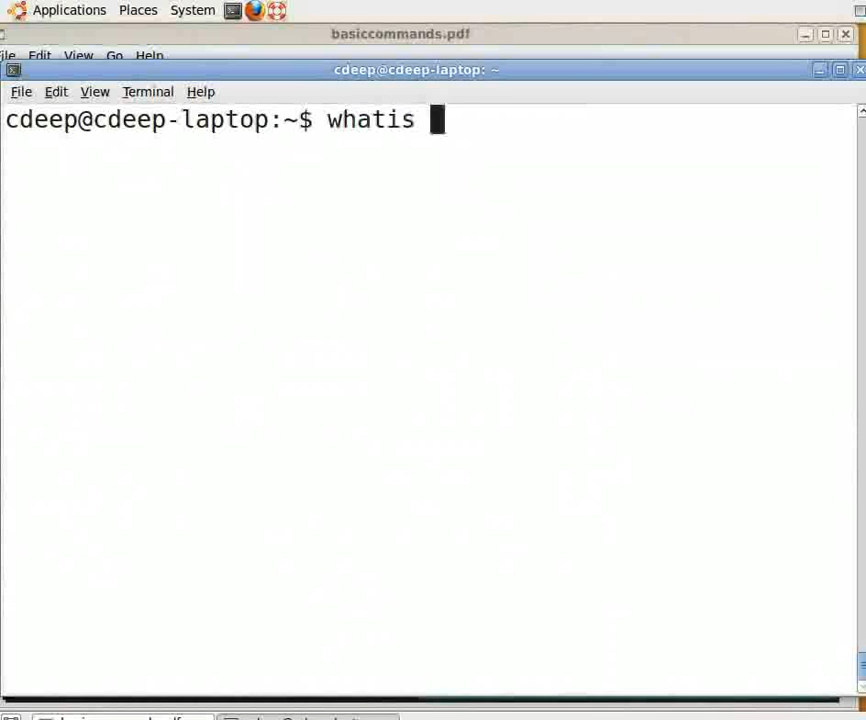 Applications Places System
basiccommands.pdf
File Edit View Go Help
cdeep@cdeep-laptop: ~
File Edit View Terminal Help
cdeep@cdeep-laptop:~$ whatis